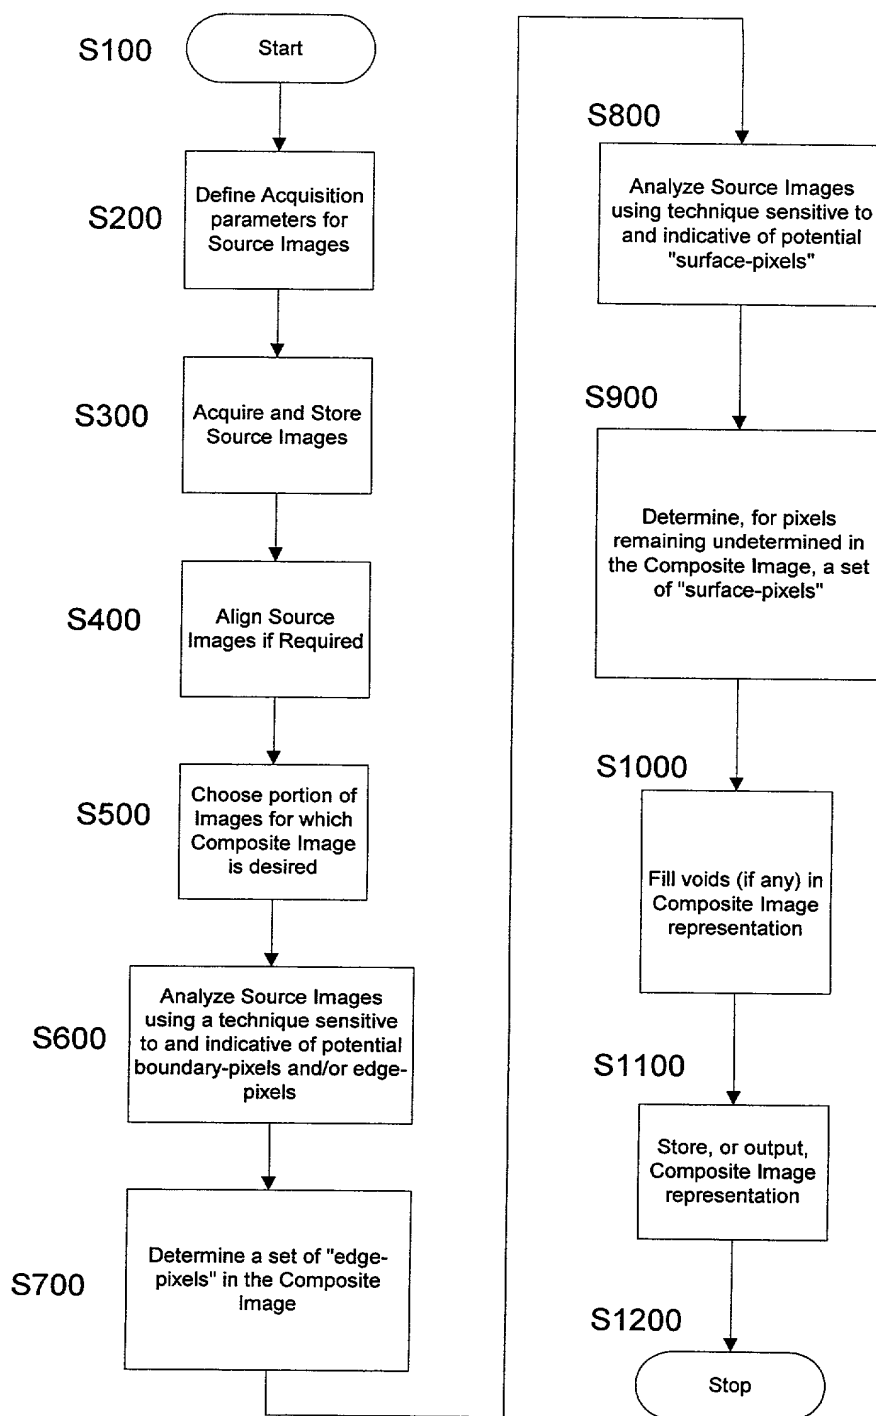 S100
Start
S200
Define Acquisition
parameters for
Source Images
S300
Acquire and Store
Source Images
S400
Align Source
Images if Required
S500
Choose portion of
Images for which
Composite Image
is desired
S600
Analyze Source Images
using a technique sensitive
to and indicative of potential
boundary-pixels and/or edge-
pixels
S700
Determine a set of "edge-
pixels" in the Composite
Image
S800
Analyze Source Images
using technique sensitive to
and indicative of potential
"surface-pixels"
S900
Determine, for pixels
remaining undetermined in
the Composite Image, a set
of "surface-pixels"
S1000
Fill voids (if any) in
Composite Image
representation
S1100
Store, or output,
Composite Image
representation
S1200
Stop